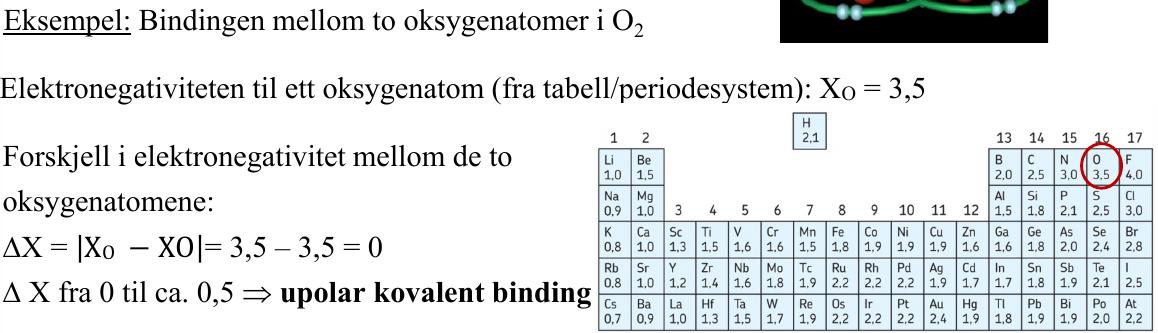 Eksempel: Bindingen mellom to oksygenatomer i O₂
Elektronegativiteten til ett oksygenatom (fra tabell/periodesystem): X₀ = 3,5
Forskjell i elektronegativitet mellom de to
oksygenatomene:
ΔX = |X₀ − XO|= 3,5 – 3,5 = 0
Δ X fra 0 til ca. 0,5 ⇒ upolar kovalent binding
H
2,1
1 2 13 14 15 16 17
Li Be B C N O F
1,0 1,5 2,0 2,5 3,0 3,5 4,0
Na Mg Al Si P S Cl
0,9 1,0 3 4 5 6 7 8 9 10 11 12 1,5 1,8 2,1 2,5 3,0
K Ca Sc Ti V Cr Mn Fe Co Ni Cu Zn Ga Ge As Se Br
0,8 1,0 1,3 1,5 1,6 1,6 1,5 1,8 1,9 1,9 1,9 1,6 1,6 1,8 2,0 2,4 2,8
Rb Sr Y Zr Nb Mo Tc Ru Rh Pd Ag Cd In Sn Sb Te I
0,8 1,0 1,2 1,4 1,6 1,8 1,9 2,2 2,2 2,2 1,9 1,7 1,7 1,8 1,9 2,1 2,5
Cs Ba La Hf Ta W Re Os Ir Pt Au Hg Tl Pb Bi Po At
0,7 0,9 1,0 1,3 1,5 1,7 1,9 2,2 2,2 2,2 2,4 1,9 1,8 1,9 1,9 2,0 2,2